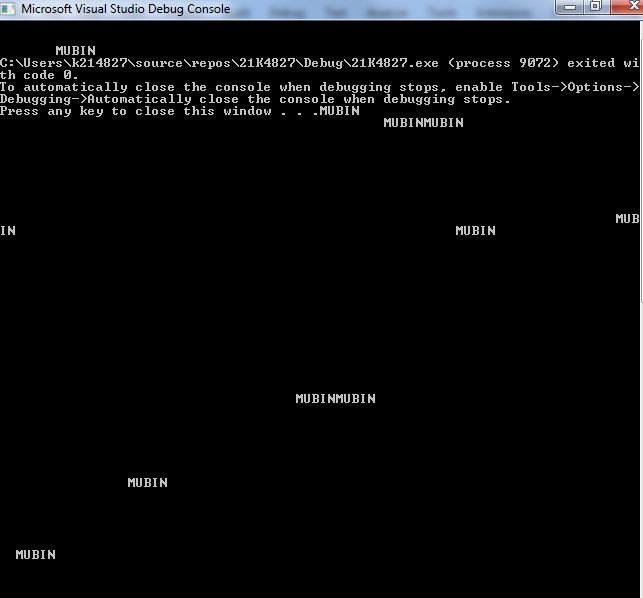 Microsoft Visual Studio Debug Console
MUBIN
C:\Users\k214827\source\repos\21K4827\Debug\21K4827.exe (process 9072) exited wi
th code 0.
To automatically close the console when debugging stops, enable Tools->Options->
Debugging->Automatically close the console when debugging stops.
Press any key to close this window . . .MUBIN
MUBINMUBIN
MUB
IN MUBIN
MUBINMUBIN
MUBIN
MUBIN